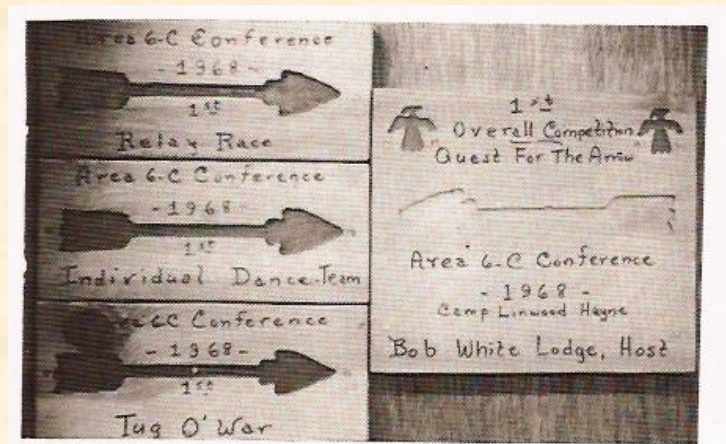 Area 6-C Conference
- 1968 -
1st
Relay Race
Area 6-C Conference
- 1968 -
1st
Individual Dance-Team
6C Conference
- 1968 -
1st
Tug O' War
1st
Overall Competition
Quest For The Arrow
Area 6-C Conference
- 1968 -
Camp Linwood Hayne
Bob White Lodge, Host